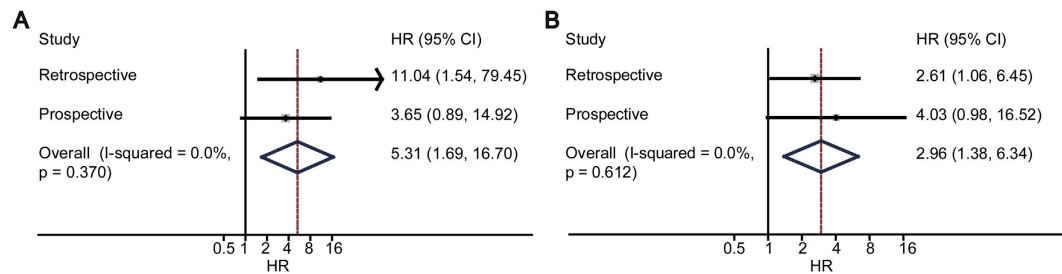 A
Study HR (95% CI)
Retrospective 11.04 (1.54, 79.45)
Prospective 3.65 (0.89, 14.92)
Overall (I-squared = 0.0%, 5.31 (1.69, 16.70)
p = 0.370)
0.5 1 2 4 8 16
HR
B
Study HR (95% CI)
Retrospective 2.61 (1.06, 6.45)
Prospective 4.03 (0.98, 16.52)
Overall (I-squared = 0.0%, 2.96 (1.38, 6.34)
p = 0.612)
0.5 1 2 4 8 16
HR